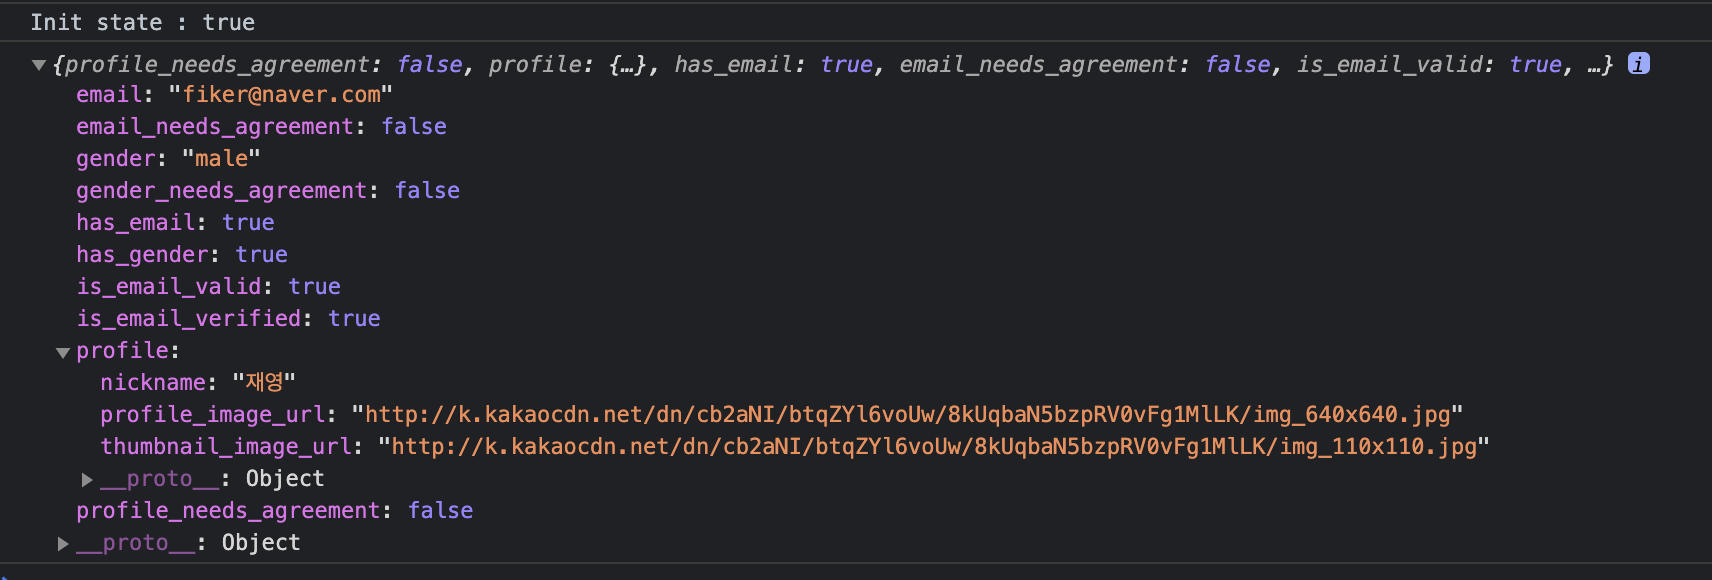 Init state : true
▼{profile_needs_agreement: false, profile: {…}, has_email: true, email_needs_agreement: false, is_email_valid: true, …} i
email: "fiker@naver.com"
email_needs_agreement: false
gender: "male"
gender_needs_agreement: false
has_email: true
has_gender: true
is_email_valid: true
is_email_verified: true
▼profile:
nickname: "재영"
profile_image_url: "http://k.kakaocdn.net/dn/cb2aNI/btqZYl6voUw/8kUqbaN5bzpRV0vFg1MlLK/img_640x640.jpg"
thumbnail_image_url: "http://k.kakaocdn.net/dn/cb2aNI/btqZYl6voUw/8kUqbaN5bzpRV0vFg1MlLK/img_110x110.jpg"
▶__proto__: Object
profile_needs_agreement: false
▶__proto__: Object